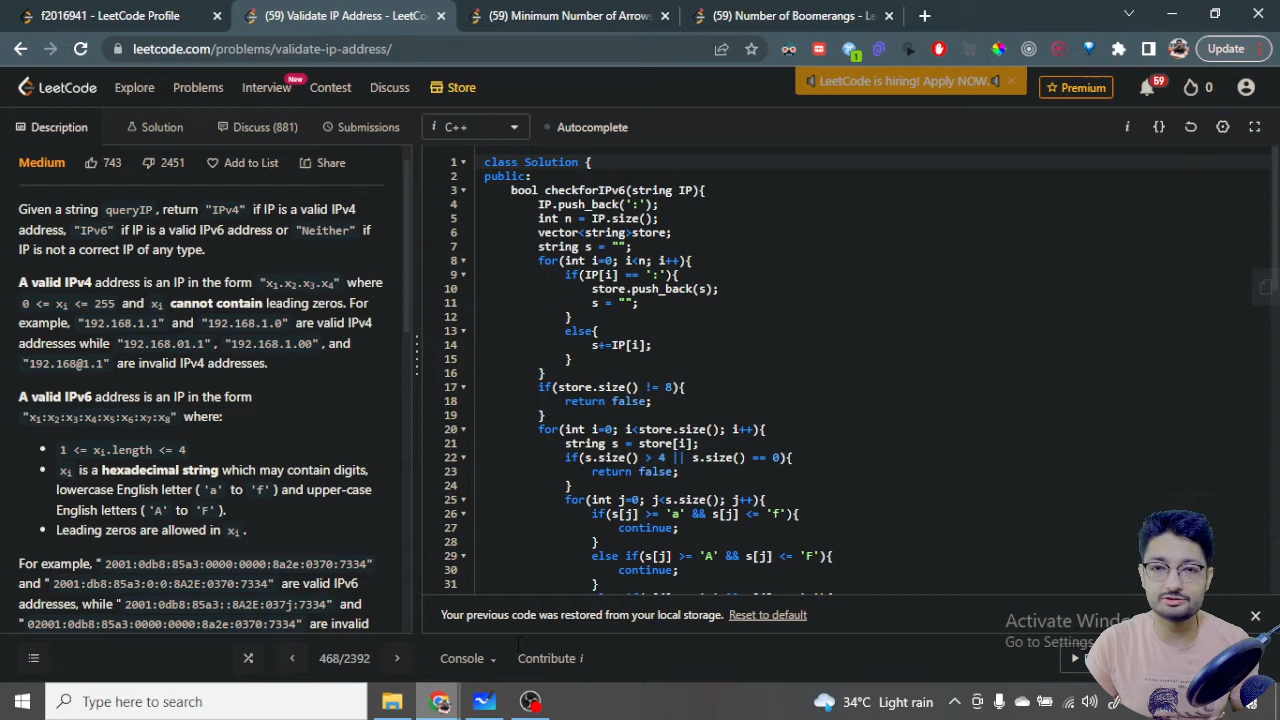 f2016941 - LeetCode Profile
(59) Validate IP Address - LeetCo
(59) Minimum Number of Arrows
(59) Number of Boomerangs - Lee
leetcode.com/problems/validate-ip-address/
1
Update
LeetCode
Explore
Problems
Interview
New
Contest
Discuss
Store
LeetCode is hiring! Apply NOW.
Premium
59
0
Description
Solution
Discuss (881)
Submissions
i C++
Autocomplete
Medium
743
2451
Add to List
Share
Given a string queryIP, return "IPv4" if IP is a valid IPv4
address, "IPv6" if IP is a valid IPv6 address or "Neither" if
IP is not a correct IP of any type.
A valid IPv4 address is an IP in the form "x1.x2.x3.x4" where
0 <= xi <= 255 and xi cannot contain leading zeros. For
example, "192.168.1.1" and "192.168.1.0" are valid IPv4
addresses while "192.168.01.1", "192.168.1.00", and
"192.168@1.1" are invalid IPv4 addresses.
A valid IPv6 address is an IP in the form
"x1:x2:x3:x4:x5:x6:x7:x8" where:
1 <= xi.length <= 4
xi is a hexadecimal string which may contain digits,
lowercase English letter ('a' to 'f') and upper-case
English letters ('A' to 'F').
Leading zeros are allowed in xi.
For example, "2001:0db8:85a3:0000:0000:8a2e:0370:7334"
and "2001:db8:85a3:0:0:8A2E:0370:7334" are valid IPv6
addresses, while "2001:0db8:85a3::8A2E:037j:7334" and
"02001:0db8:85a3:0000:0000:8a2e:0370:7334" are invalid
1 class Solution {
2 public:
3 bool checkforIPv6(string IP){
4 IP.push_back(':');
5 int n = IP.size();
6 vector<string>store;
7 string s = "";
8 for(int i=0; i<n; i++){
9 if(IP[i] == ':'){
10 store.push_back(s);
11 s = "";
12 }
13 else{
14 s+=IP[i];
15 }
16 }
17 if(store.size() != 8){
18 return false;
19 }
20 for(int i=0; i<store.size(); i++){
21 string s = store[i];
22 if(s.size() > 4 || s.size() == 0){
23 return false;
24 }
25 for(int j=0; j<s.size(); j++){
26 if(s[j] >= 'a' && s[j] <= 'f'){
27 continue;
28 }
29 else if(s[j] >= 'A' && s[j] <= 'F'){
30 continue;
31 }
Your previous code was restored from your local storage. Reset to default
Activate Wind
Go to Settings
468/2392
Console
Contribute i
Type here to search
34°C Light rain